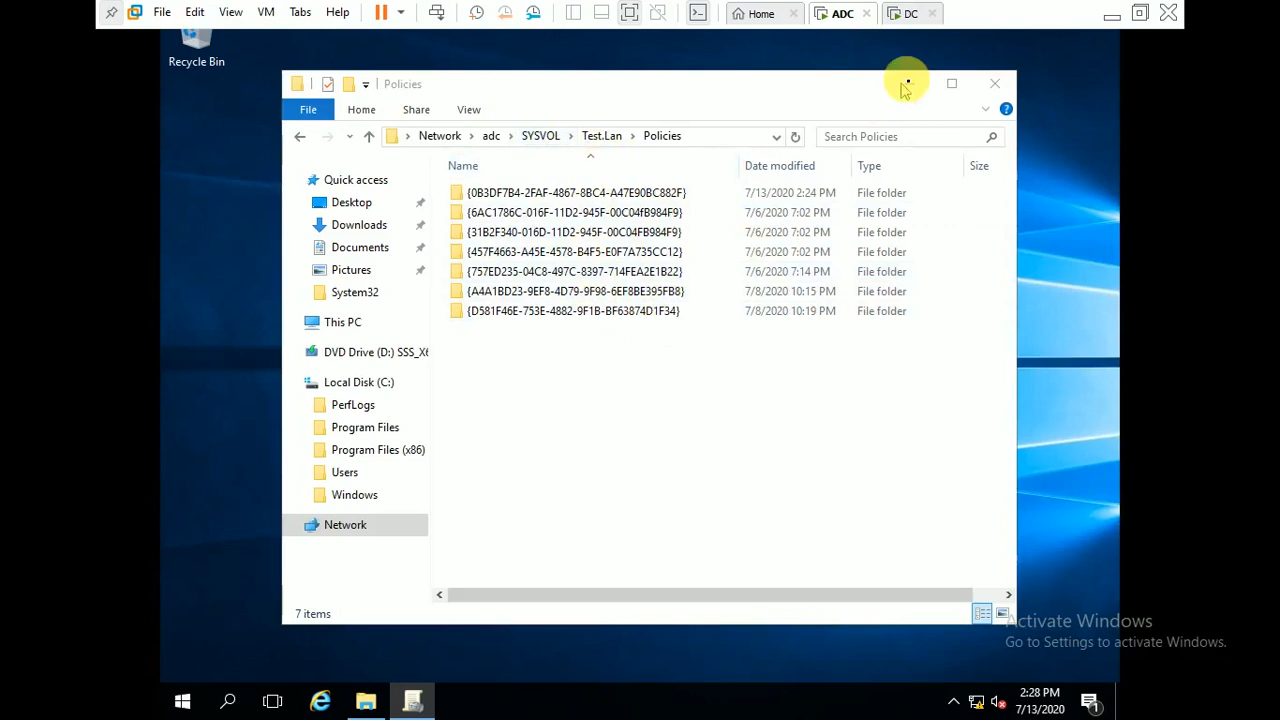 File Edit View VM Tabs Help Home ADC DC
Recycle Bin
Policies
File Home Share View
Network adc SYSVOL Test.Lan Policies Search Policies
Name Date modified Type Size
Quick access
Desktop
Downloads
Documents
Pictures
System32
This PC
DVD Drive (D:) SSS_X6
Local Disk (C:)
PerfLogs
Program Files
Program Files (x86)
Users
Windows
Network
{0B3DF7B4-2FAF-4867-8BC4-A47E90BC882F} 7/13/2020 2:24 PM File folder
{6AC1786C-016F-11D2-945F-00C04fB984F9} 7/6/2020 7:02 PM File folder
{31B2F340-016D-11D2-945F-00C04FB984F9} 7/6/2020 7:02 PM File folder
{457F4663-A45E-4578-B4F5-E0F7A735CC12} 7/6/2020 7:02 PM File folder
{757ED235-04C8-497C-8397-714FEA2E1B22} 7/6/2020 7:14 PM File folder
{A4A1BD23-9EF8-4D79-9F98-6EF8BE395FB8} 7/8/2020 10:15 PM File folder
{D581F46E-753E-4882-9F1B-BF63874D1F34} 7/8/2020 10:19 PM File folder
7 items
Activate Windows
Go to Settings to activate Windows.
2:28 PM
7/13/2020
1